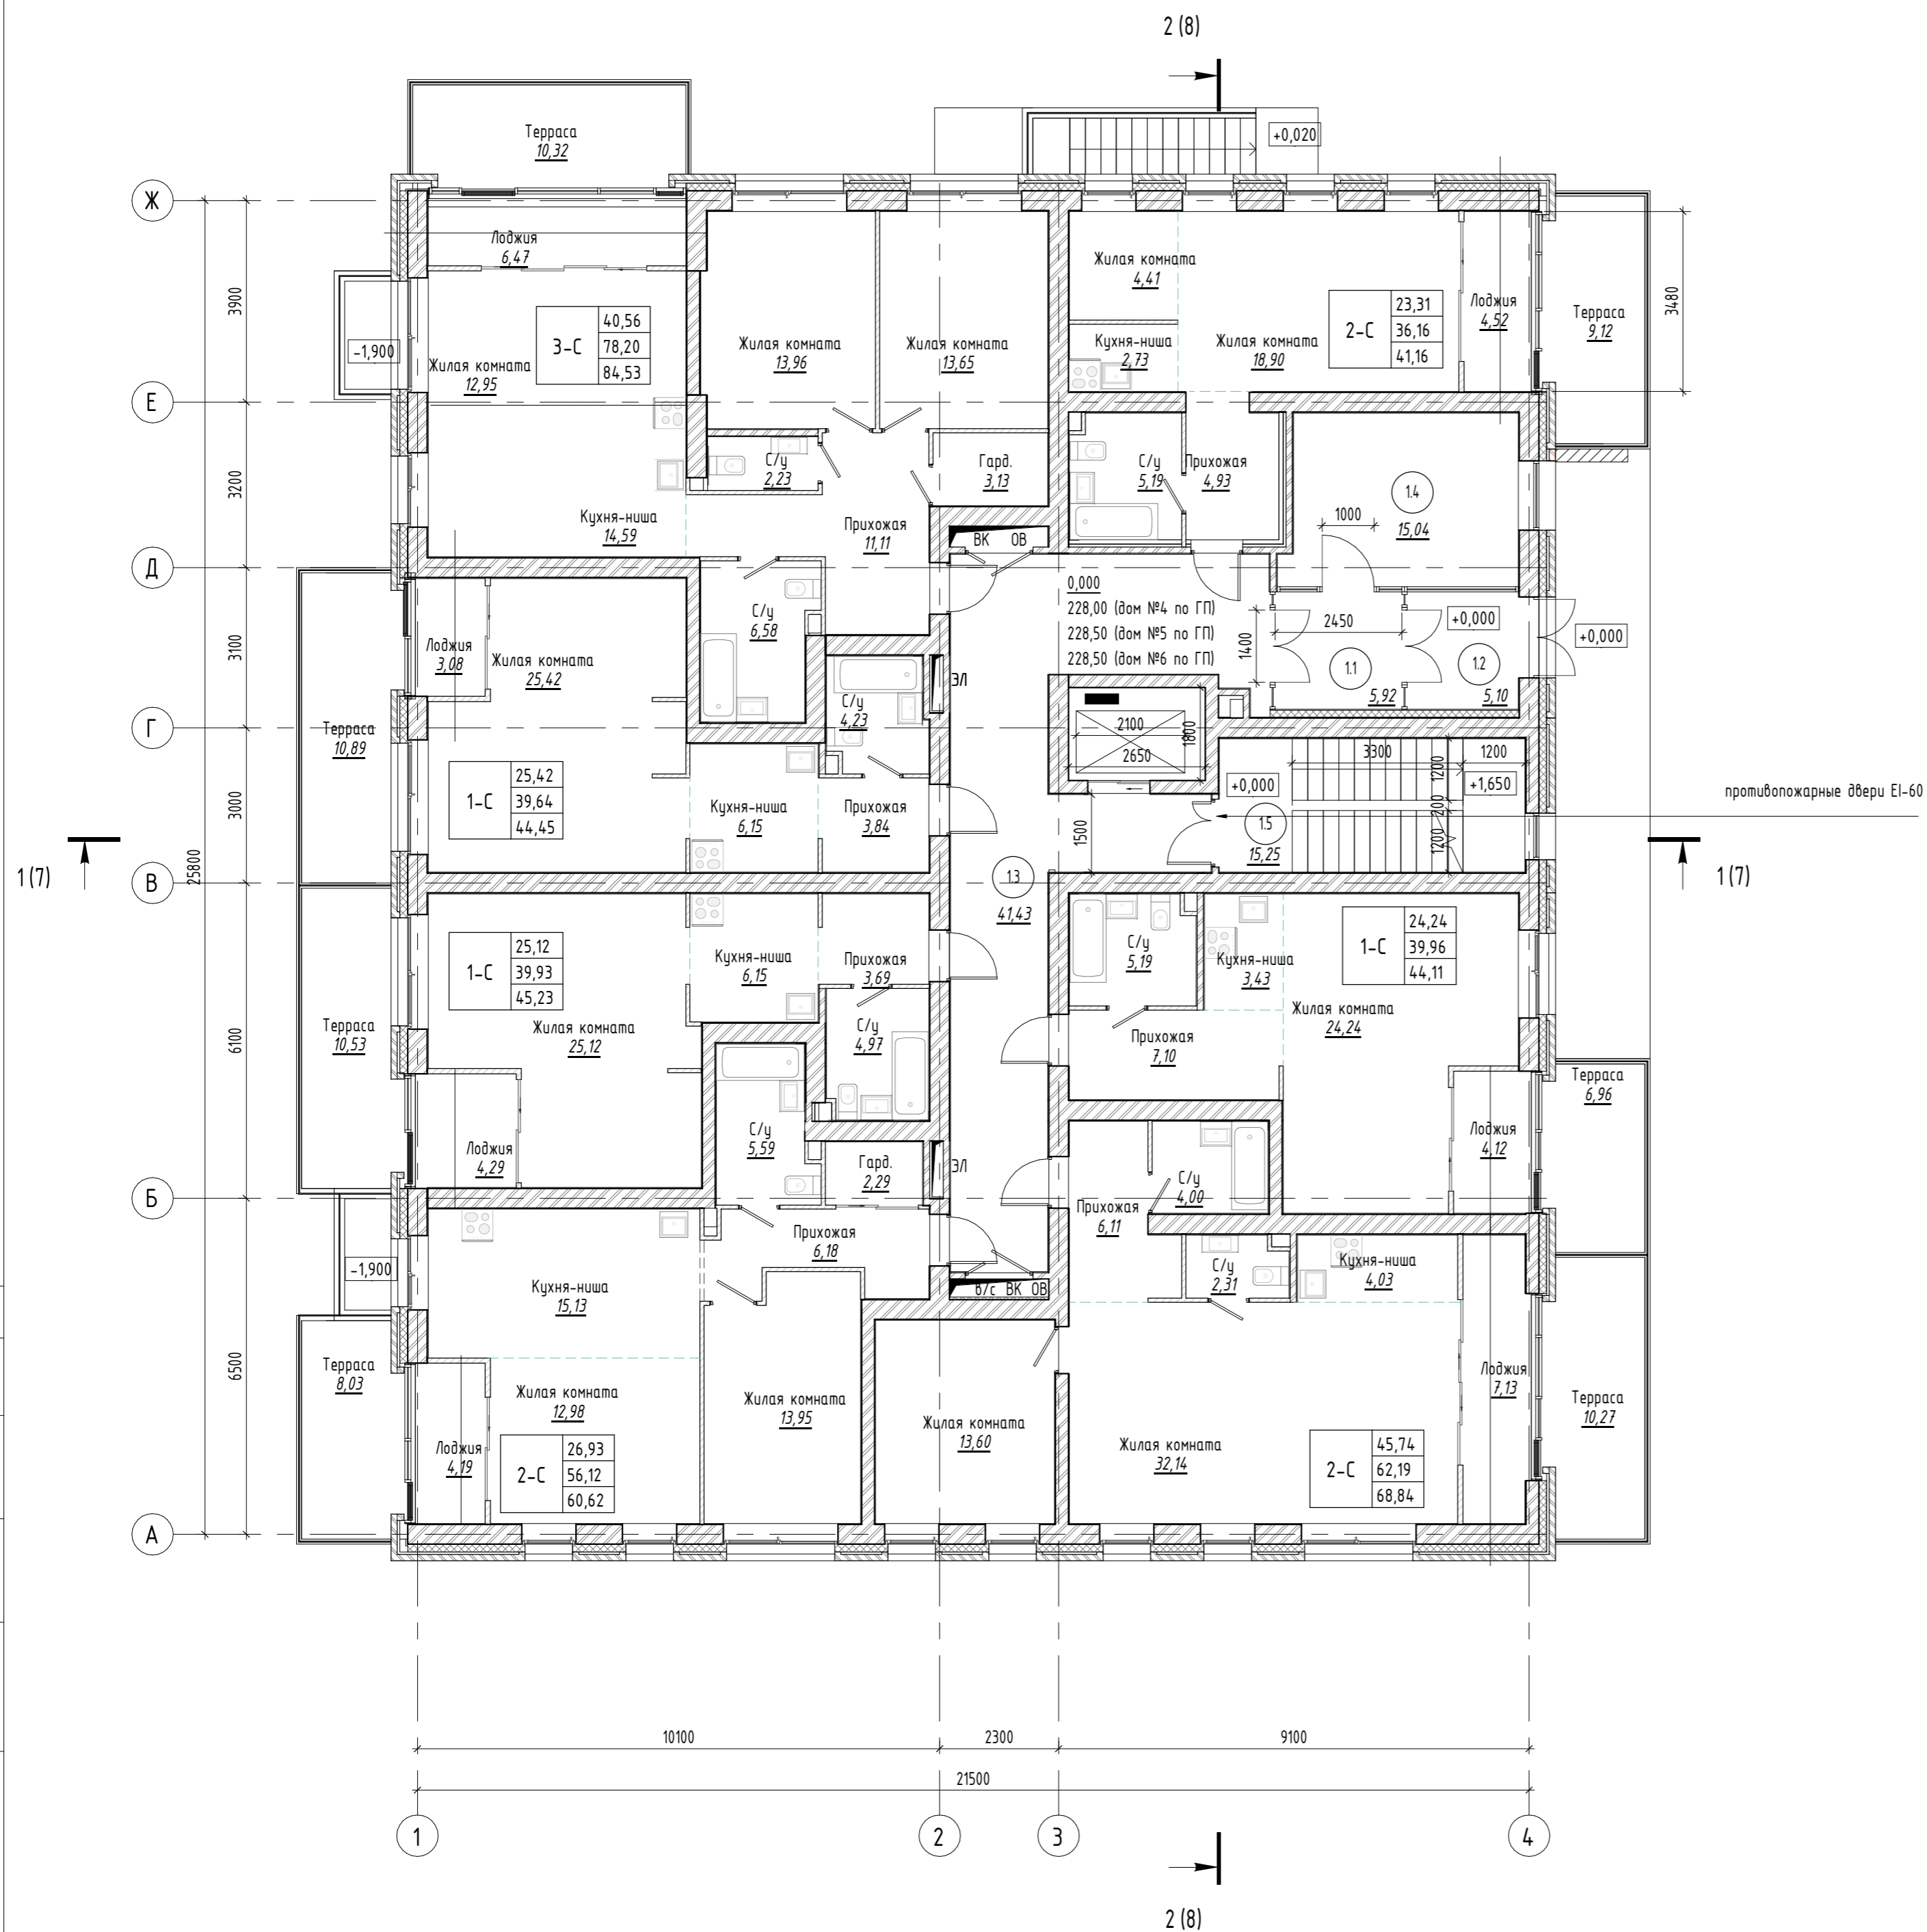 2 (8)
+0,020
Терраса
10,32
Ж
Лоджия
6,47
3900
-1,900
3-С
40,56
78,20
84,53
Жилая комната
12,95
Жилая комната
13,96
Жилая комната
13,65
Жилая комната
4,41
Кухня-ниша
2,73
Жилая комната
18,90
2-С
23,31
36,16
41,16
Лоджия
4,52
Терраса
9,12
3480
Е
3200
С/у
2,23
Гард.
3,13
С/у
5,19
Прихожая
4,93
1.4
15,04
1000
Кухня-ниша
14,59
Прихожая
11,11
ВК ОВ
Д
0,000
228,00 (дом №4 по ГП)
228,50 (дом №5 по ГП)
228,50 (дом №6 по ГП)
2450
1400
+0,000
+0,000
1.1
5,92
1.2
5,10
3100
Лоджия
3,08
Жилая комната
25,42
С/у
6,58
С/у
4,23
ЭЛ
Г
Терраса
10,89
2100
1800
2650
3300
1200
1200
+1,650
+0,000
200
1200
1.5
15,25
1500
противопожарные двери EI-60
3000
1-С
25,42
39,64
44,45
Кухня-ниша
6,15
Прихожая
3,84
1 (7)
25800
1 (7)
В
1.3
41,43
1-С
25,12
39,93
45,23
Кухня-ниша
6,15
Прихожая
3,69
С/у
5,19
Кухня-ниша
3,43
1-С
24,24
39,96
44,11
Жилая комната
24,24
6100
Терраса
10,53
Жилая комната
25,12
С/у
4,97
Прихожая
7,10
Терраса
6,96
Лоджия
4,29
С/у
5,59
Гард.
2,29
ЭЛ
С/у
4,00
Лоджия
4,12
Б
Прихожая
6,11
Прихожая
6,18
-1,900
Кухня-ниша
15,13
в/с ВК ОВ
С/у
2,31
Кухня-ниша
4,03
6500
Терраса
8,03
Жилая комната
12,98
Жилая комната
13,95
Жилая комната
13,60
Жилая комната
32,14
Лоджия
7,13
Терраса
10,27
Лоджия
4,19
2-С
26,93
56,12
60,62
2-С
45,74
62,19
68,84
А
10100
2300
9100
21500
1
2
3
4
2 (8)